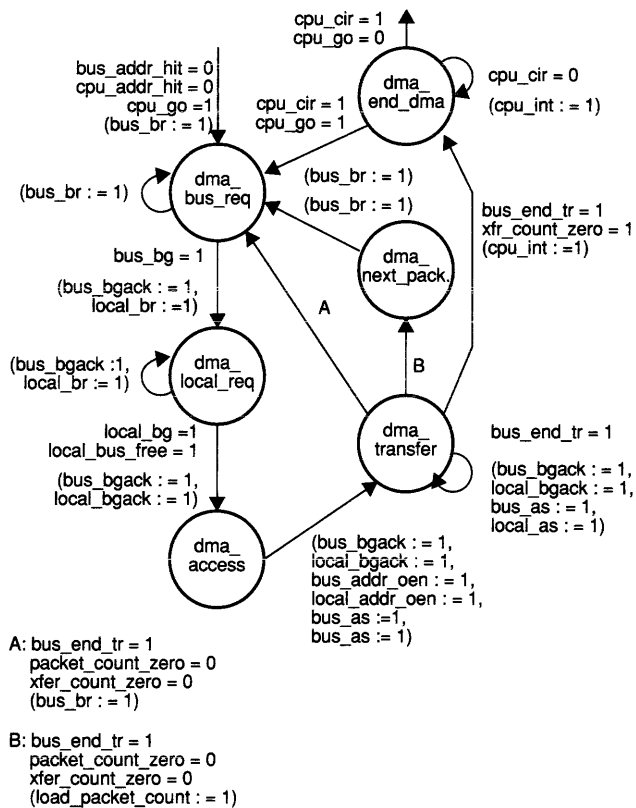 cpu_cir = 1
cpu_go = 0
bus_addr_hit = 0
cpu_addr_hit = 0
cpu_go =1
(bus_br : = 1)
dma_
end_dma
cpu_cir = 0
(cpu_int : = 1)
cpu_cir = 1
cpu_go = 1
(bus_br : = 1)
dma_
bus_req
(bus_br : = 1)
(bus_br : = 1)
bus_end_tr = 1
xfr_count_zero = 1
(cpu_int :=1)
dma_
next_pack.
bus_bg = 1
(bus_bgack : = 1,
local_br :=1)
A
B
(bus_bgack :1,
local_br := 1)
dma_
local_req
local_bg =1
local_bus_free = 1
(bus_bgack : = 1,
local_bgack : = 1)
dma_
transfer
bus_end_tr = 1
(bus_bgack : = 1,
local_bgack : = 1,
bus_as : = 1,
local_as : = 1)
dma_
access
(bus_bgack : = 1,
local_bgack : = 1,
bus_addr_oen : = 1,
local_addr_oen : = 1,
bus_as :=1,
bus_as : = 1)
A: bus_end_tr = 1
packet_count_zero = 0
xfer_count_zero = 0
(bus_br : = 1)
B: bus_end_tr = 1
packet_count_zero = 0
xfer_count_zero = 0
(load_packet_count : = 1)